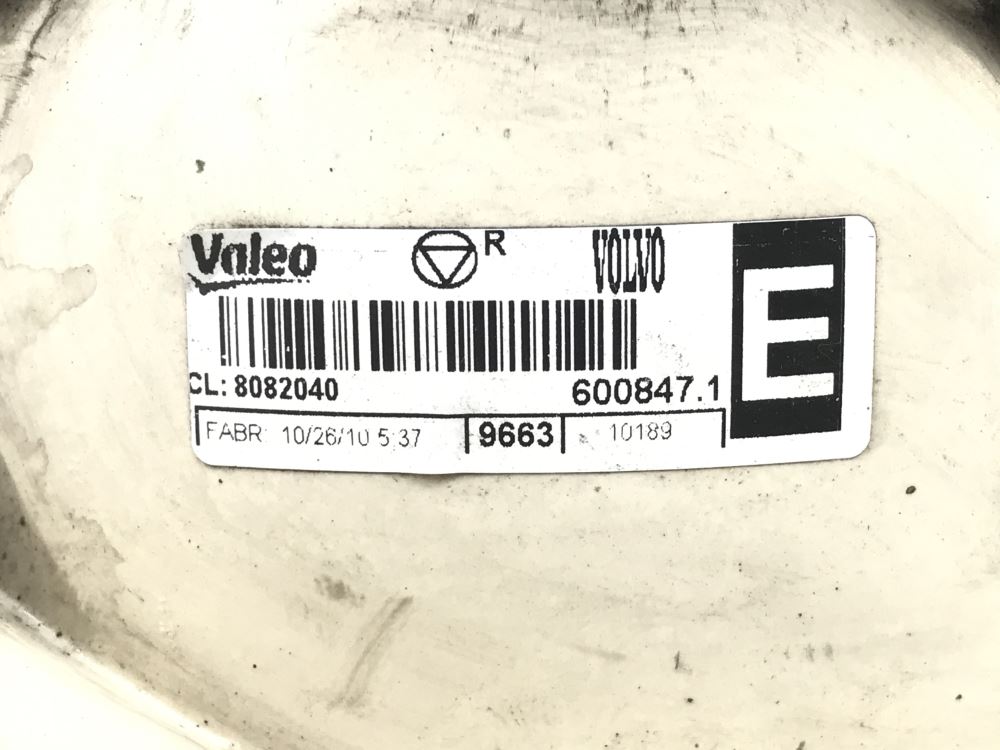 Valeo R VOLVO
E
CL: 8082040 600847.1
FABR: 10/26/10 5:37 9663 10189